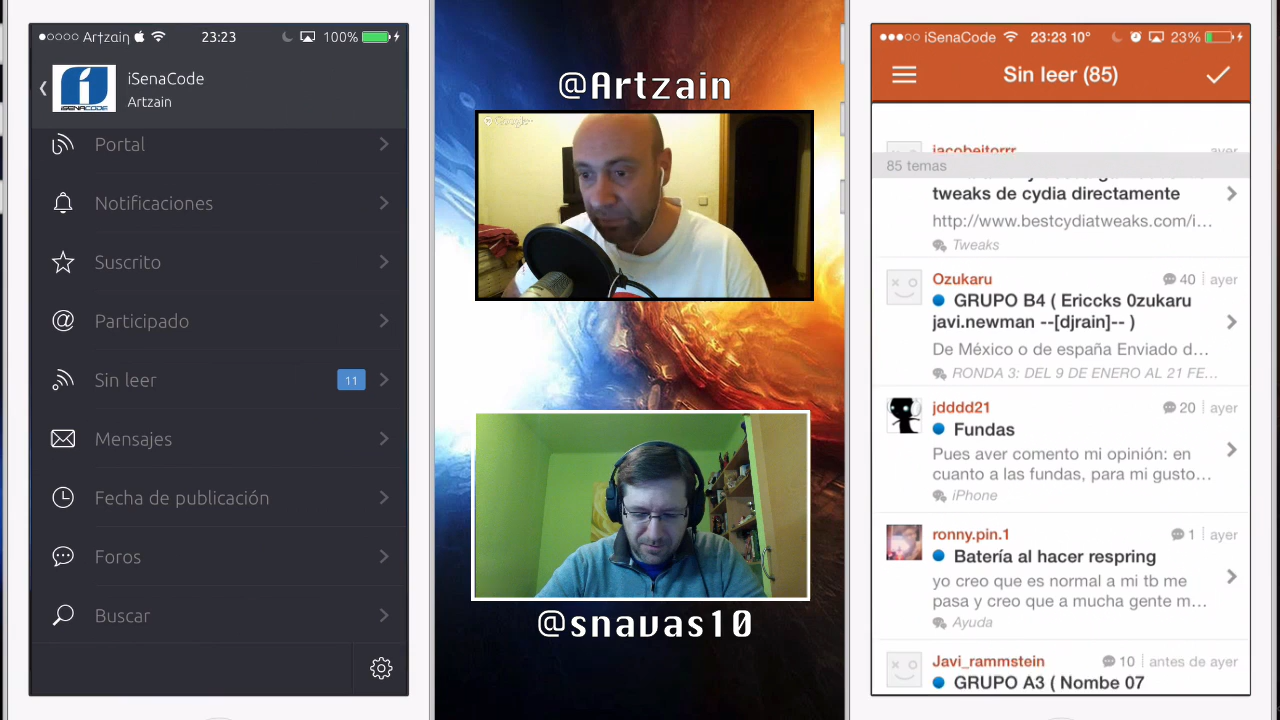 Artzain
23:23
100%
iSenaCode
Artzain
iSENACODE
Portal
Notificaciones
Suscrito
Participado
Sin leer 11
Mensajes
Fecha de publicación
Foros
Buscar
@Artzain
Google+
@snavas10
iSenaCode 23:23 10° 23%
Sin leer (85)
jacobeitorrr ayer
85 temas
tweaks de cydia directamente
http://www.bestcydiatweaks.com/i...
Tweaks
Ozukaru 40 ayer
GRUPO B4 ( Ericcks 0zukaru
javi.newman --[djrain]-- )
De México o de españa Enviado d...
RONDA 3: DEL 9 DE ENERO AL 21 FE...
jdddd21 20 ayer
Fundas
Pues aver comento mi opinión: en
cuanto a las fundas, para mi gusto...
iPhone
ronny.pin.1 1 ayer
Batería al hacer respring
yo creo que es normal a mi tb me
pasa y creo que a mucha gente m...
Ayuda
Javi_rammstein 10 antes de ayer
GRUPO A3 ( Nombe 07